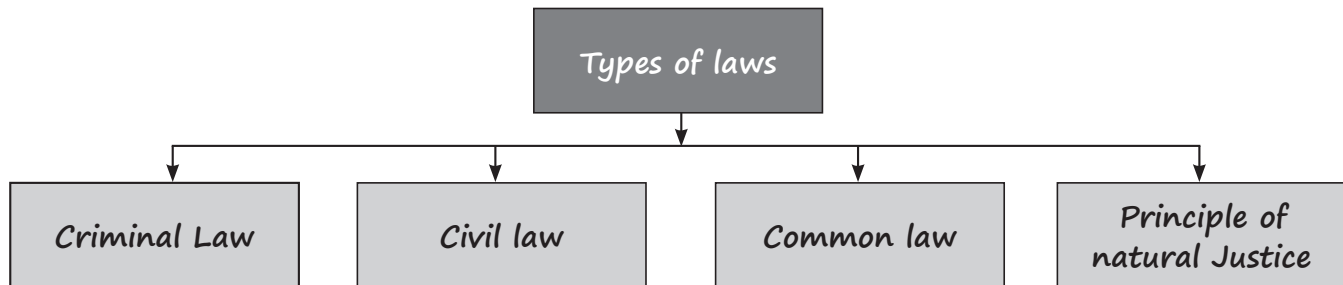 Types of laws
Criminal Law
Civil law
Common law
Principle of
natural Justice